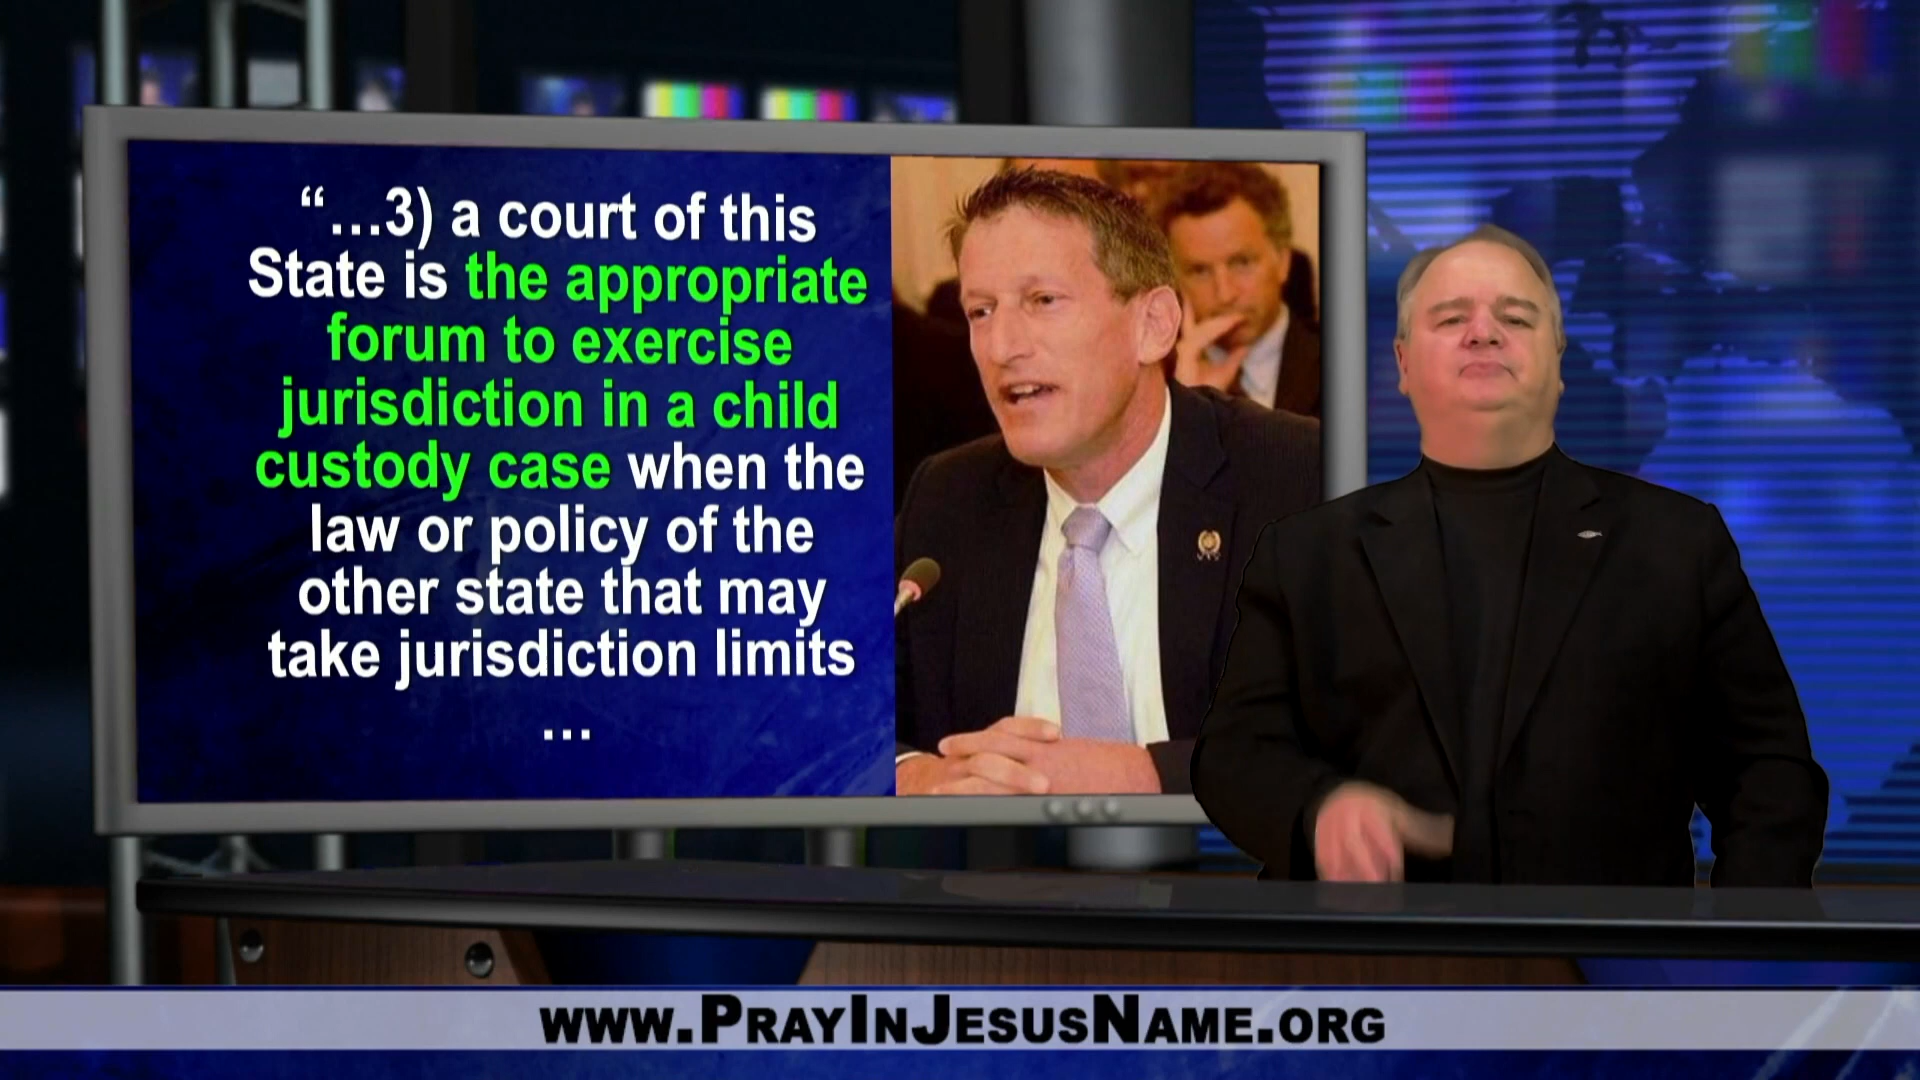 “...3) a court of this
State is the appropriate
forum to exercise
jurisdiction in a child
custody case when the
law or policy of the
other state that may
take jurisdiction limits
...
www.PrayInJesusName.org